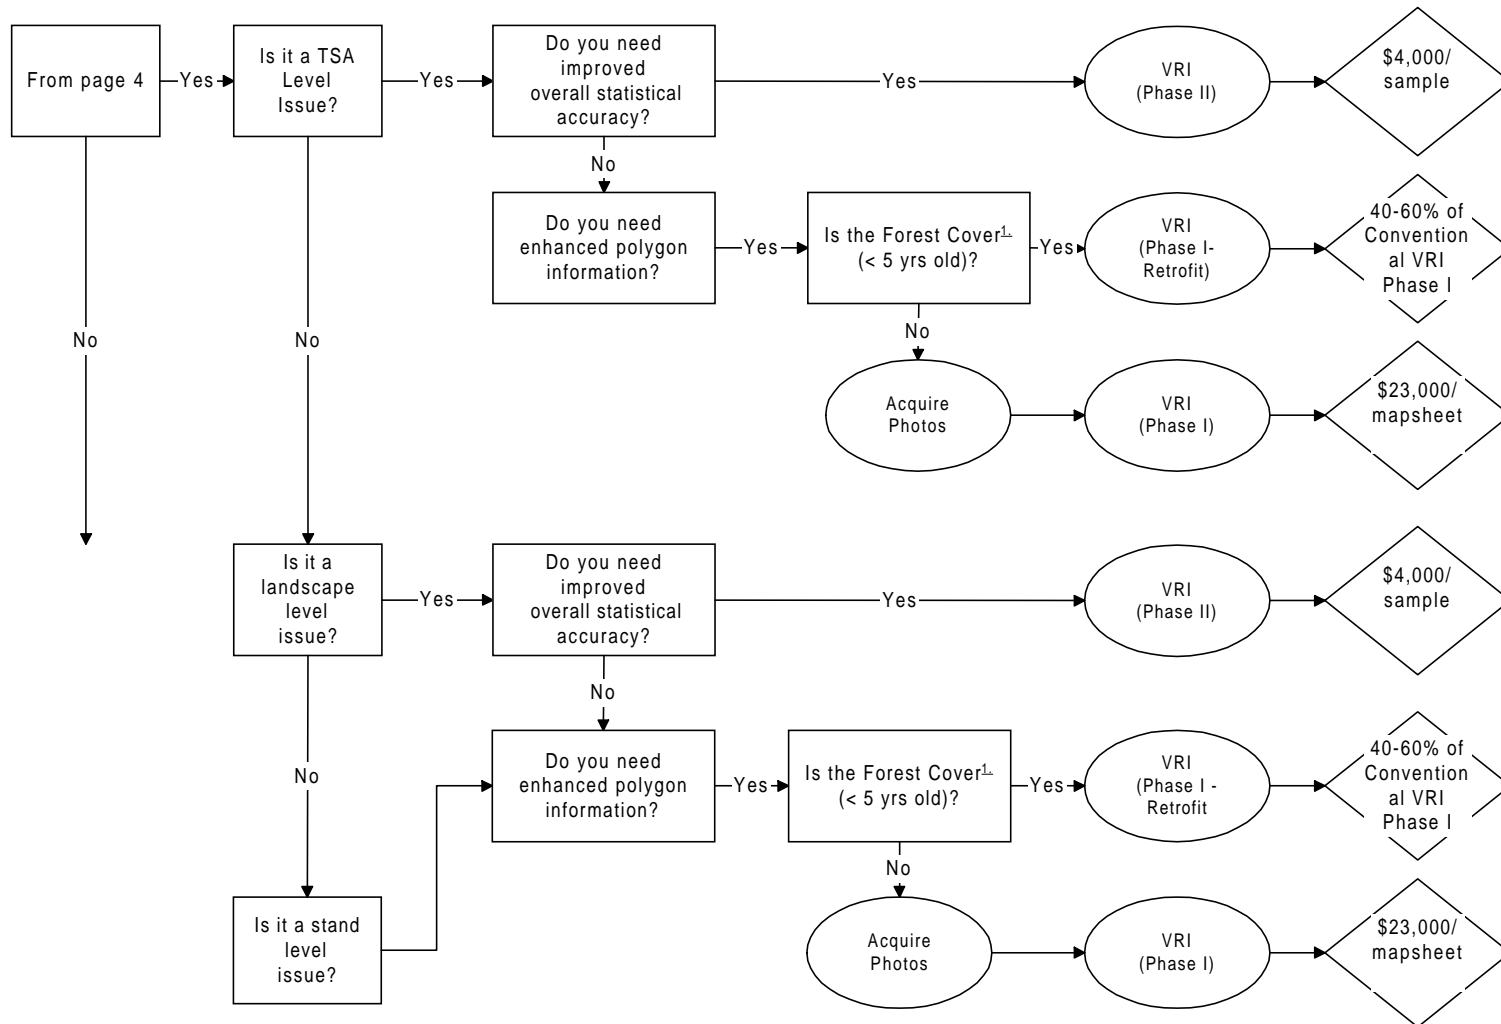 From page 4
Yes
Is it a TSA
Level
Issue?
Yes
Do you need
improved
overall statistical
accuracy?
Yes
VRI
(Phase II)
$4,000/
sample
No
Do you need
enhanced polygon
information?
Yes
Is the Forest Cover1.
(< 5 yrs old)?
Yes
VRI
(Phase I-
Retrofit)
40-60% of
Convention
al VRI
Phase I
No
No
No
Acquire
Photos
VRI
(Phase I)
$23,000/
mapsheet
Is it a
landscape
level
issue?
Yes
Do you need
improved
overall statistical
accuracy?
Yes
VRI
(Phase II)
$4,000/
sample
No
No
Do you need
enhanced polygon
information?
Yes
Is the Forest Cover1.
(< 5 yrs old)?
Yes
VRI
(Phase I -
Retrofit
40-60% of
Convention
al VRI
Phase I
No
Is it a stand
level
issue?
Acquire
Photos
VRI
(Phase I)
$23,000/
mapsheet